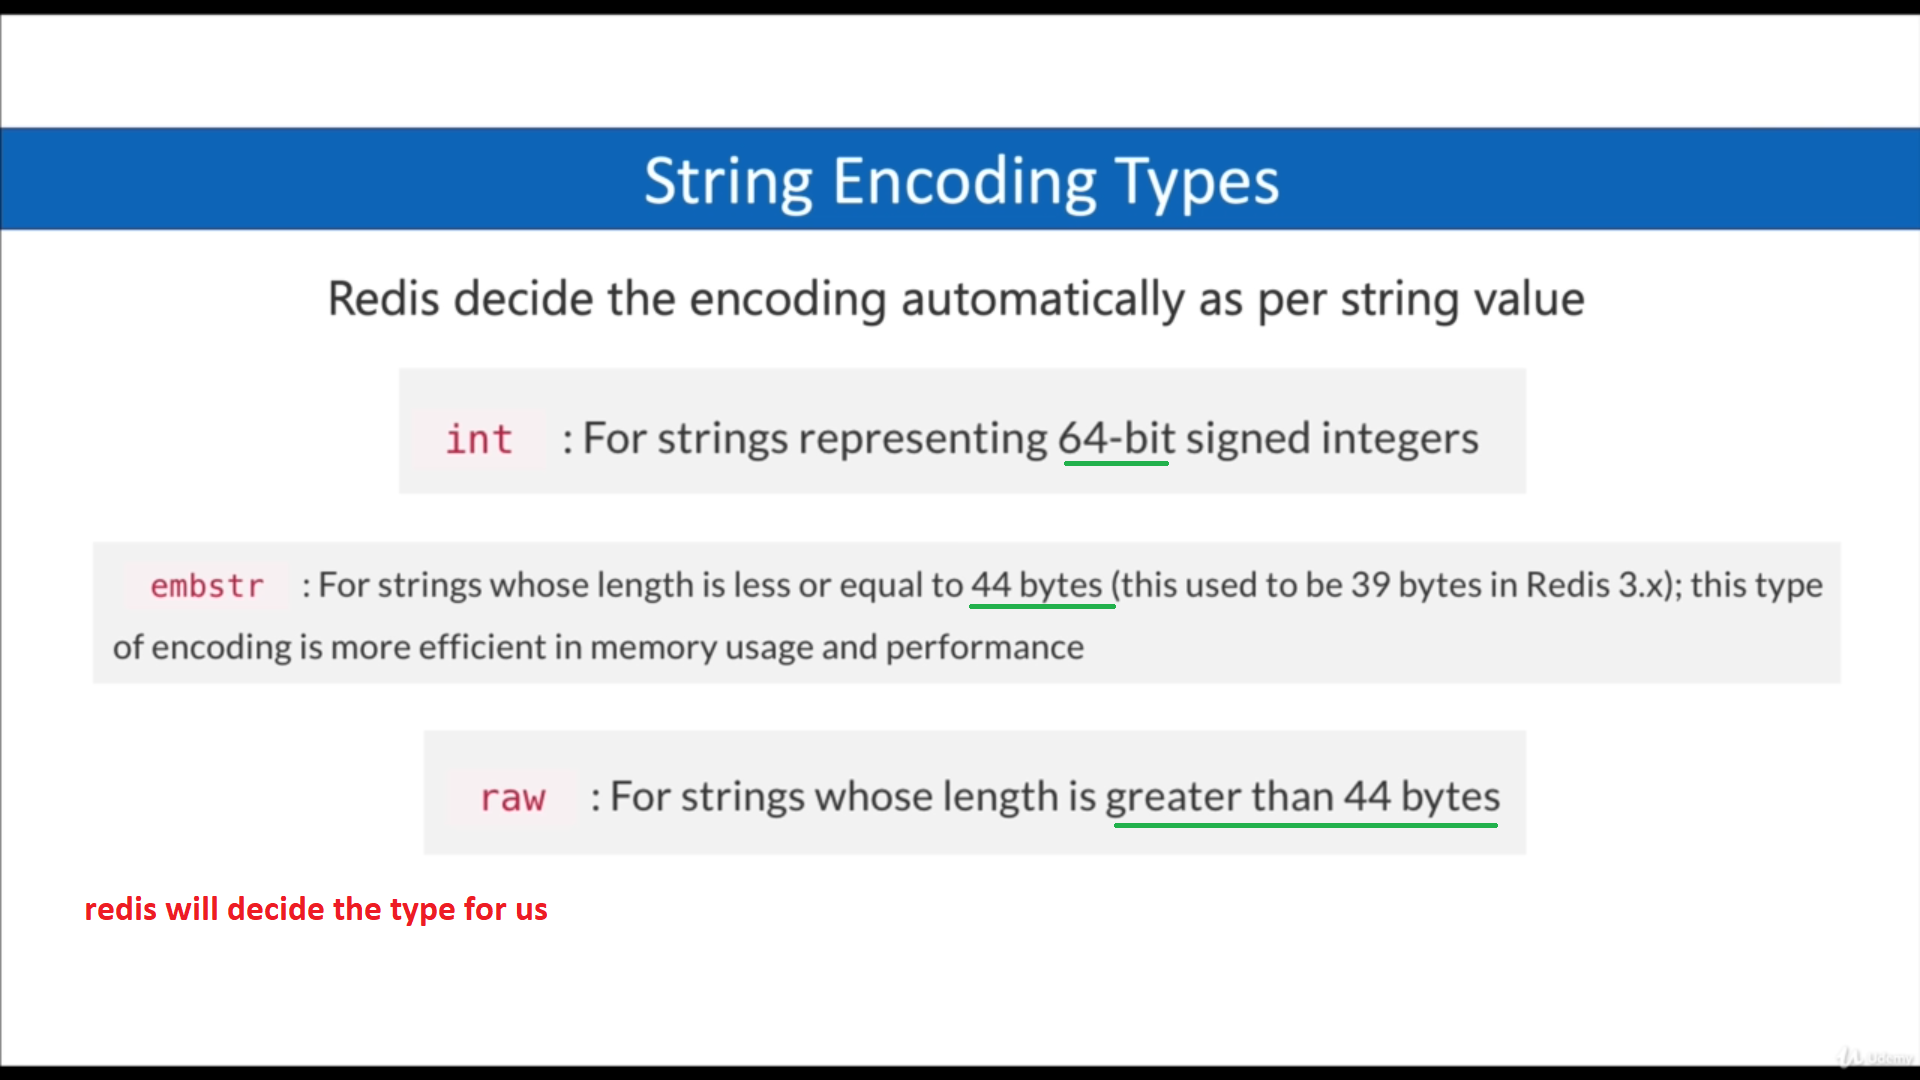 String Encoding Types
Redis decide the encoding automatically as per string value
int : For strings representing 64-bit signed integers
embstr : For strings whose length is less or equal to 44 bytes (this used to be 39 bytes in Redis 3.x); this type
of encoding is more efficient in memory usage and performance
raw : For strings whose length is greater than 44 bytes
redis will decide the type for us
Udemy